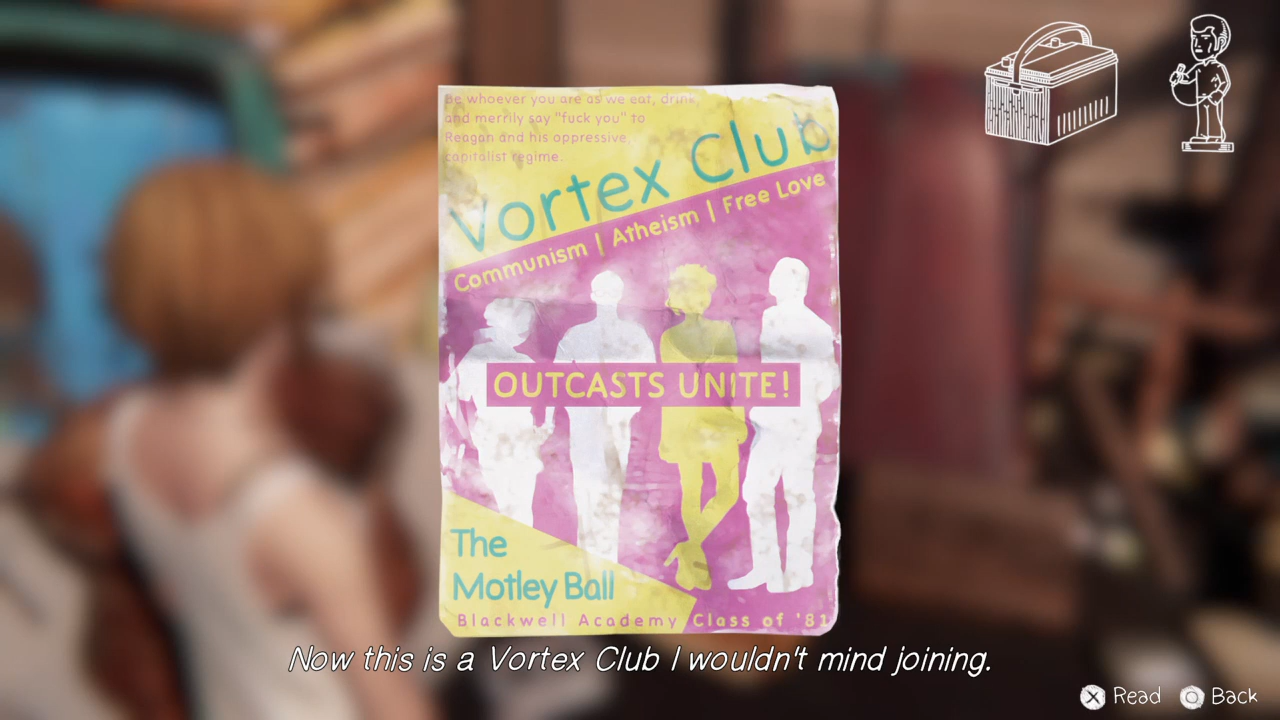 Be whoever you are as we eat, drink,
and merrily say "fuck you" to
Reagan and his oppressive
capitalist regime.
Vortex Club
Communism | Atheism | Free Love
OUTCASTS UNITE!
The
Motley Ball
Blackwell Academy Class of '81
Now this is a Vortex Club I wouldn't mind joining.
Read Back